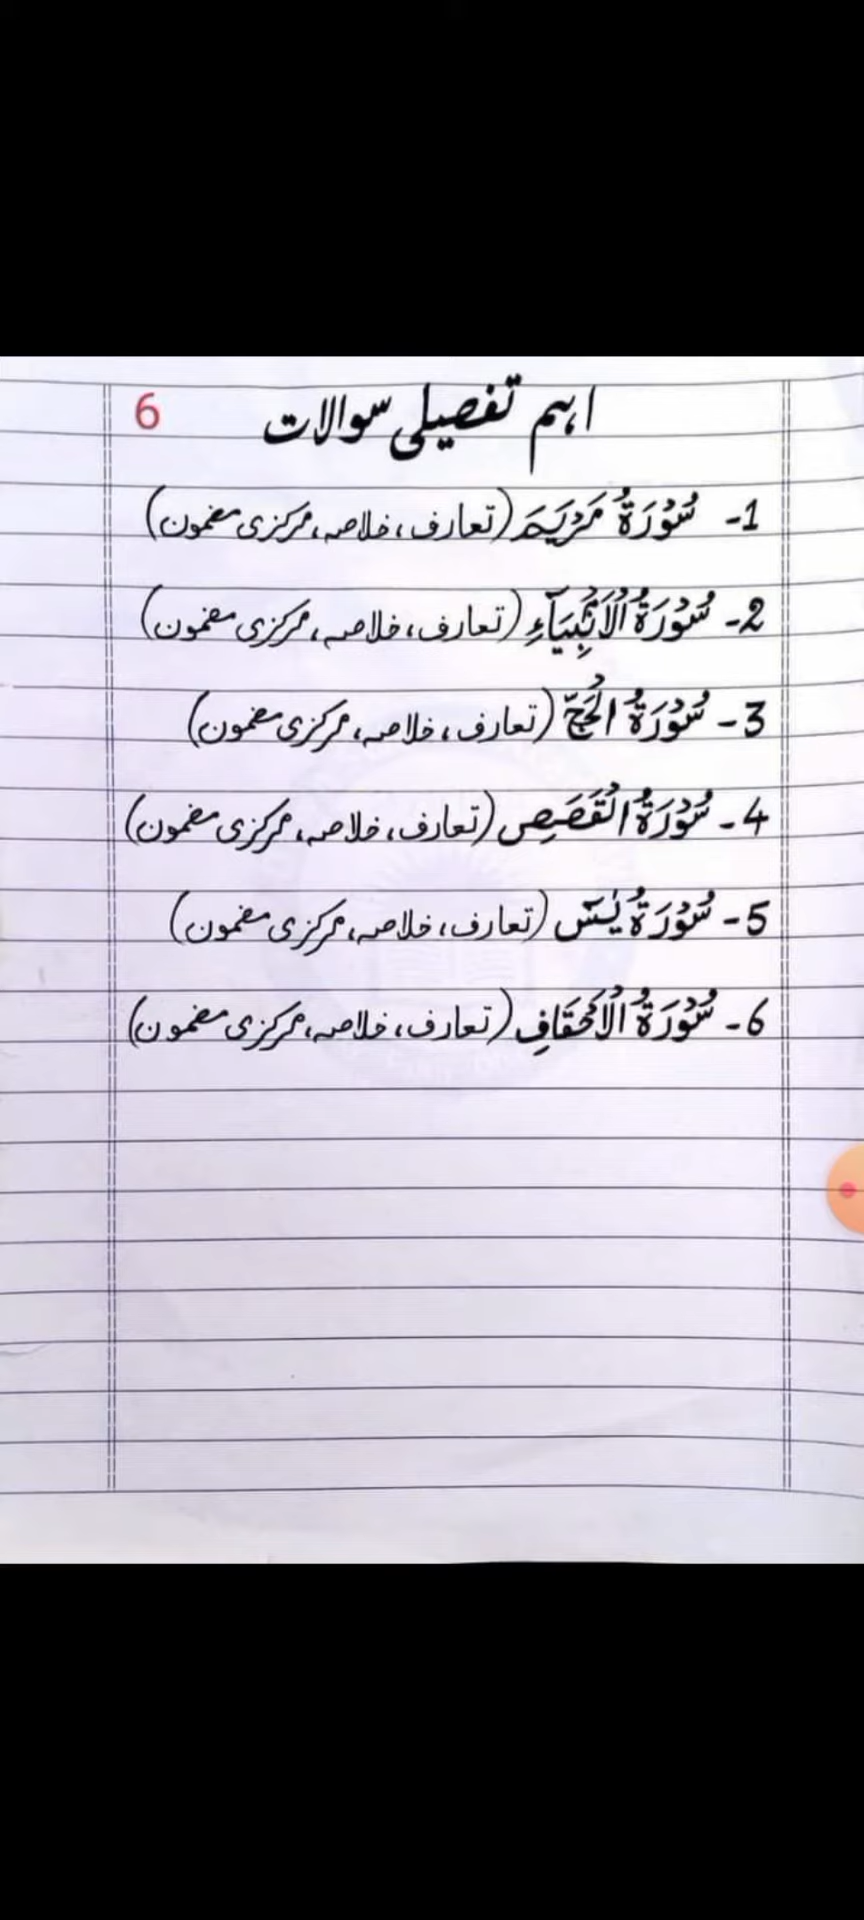 اہم تفصیلی سوالات 6
1- سُوْرَۃُ مَرْیَمَ (تعارف، خلاصہ، مرکزی مضمون)
2- سُوْرَۃُ الْاَنْۢبِیَآءِ (تعارف، خلاصہ، مرکزی مضمون)
3- سُوْرَۃُ الْحَجِّ (تعارف، خلاصہ، مرکزی مضمون)
4- سُوْرَۃُ الْقَصَصِ (تعارف، خلاصہ، مرکزی مضمون)
5- سُوْرَۃُ یٰسٓ (تعارف، خلاصہ، مرکزی مضمون)
6- سُوْرَۃُ الْاَحْقَافِ (تعارف، خلاصہ، مرکزی مضمون)